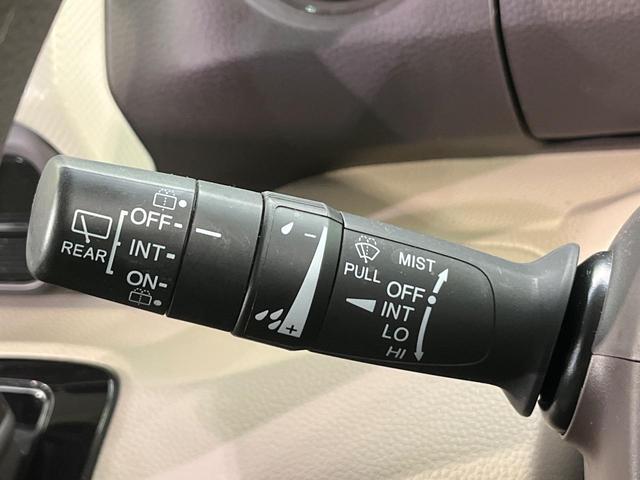 OFF
INT
ON
REAR
−
+
PULL
MIST
OFF
INT
LO
HI